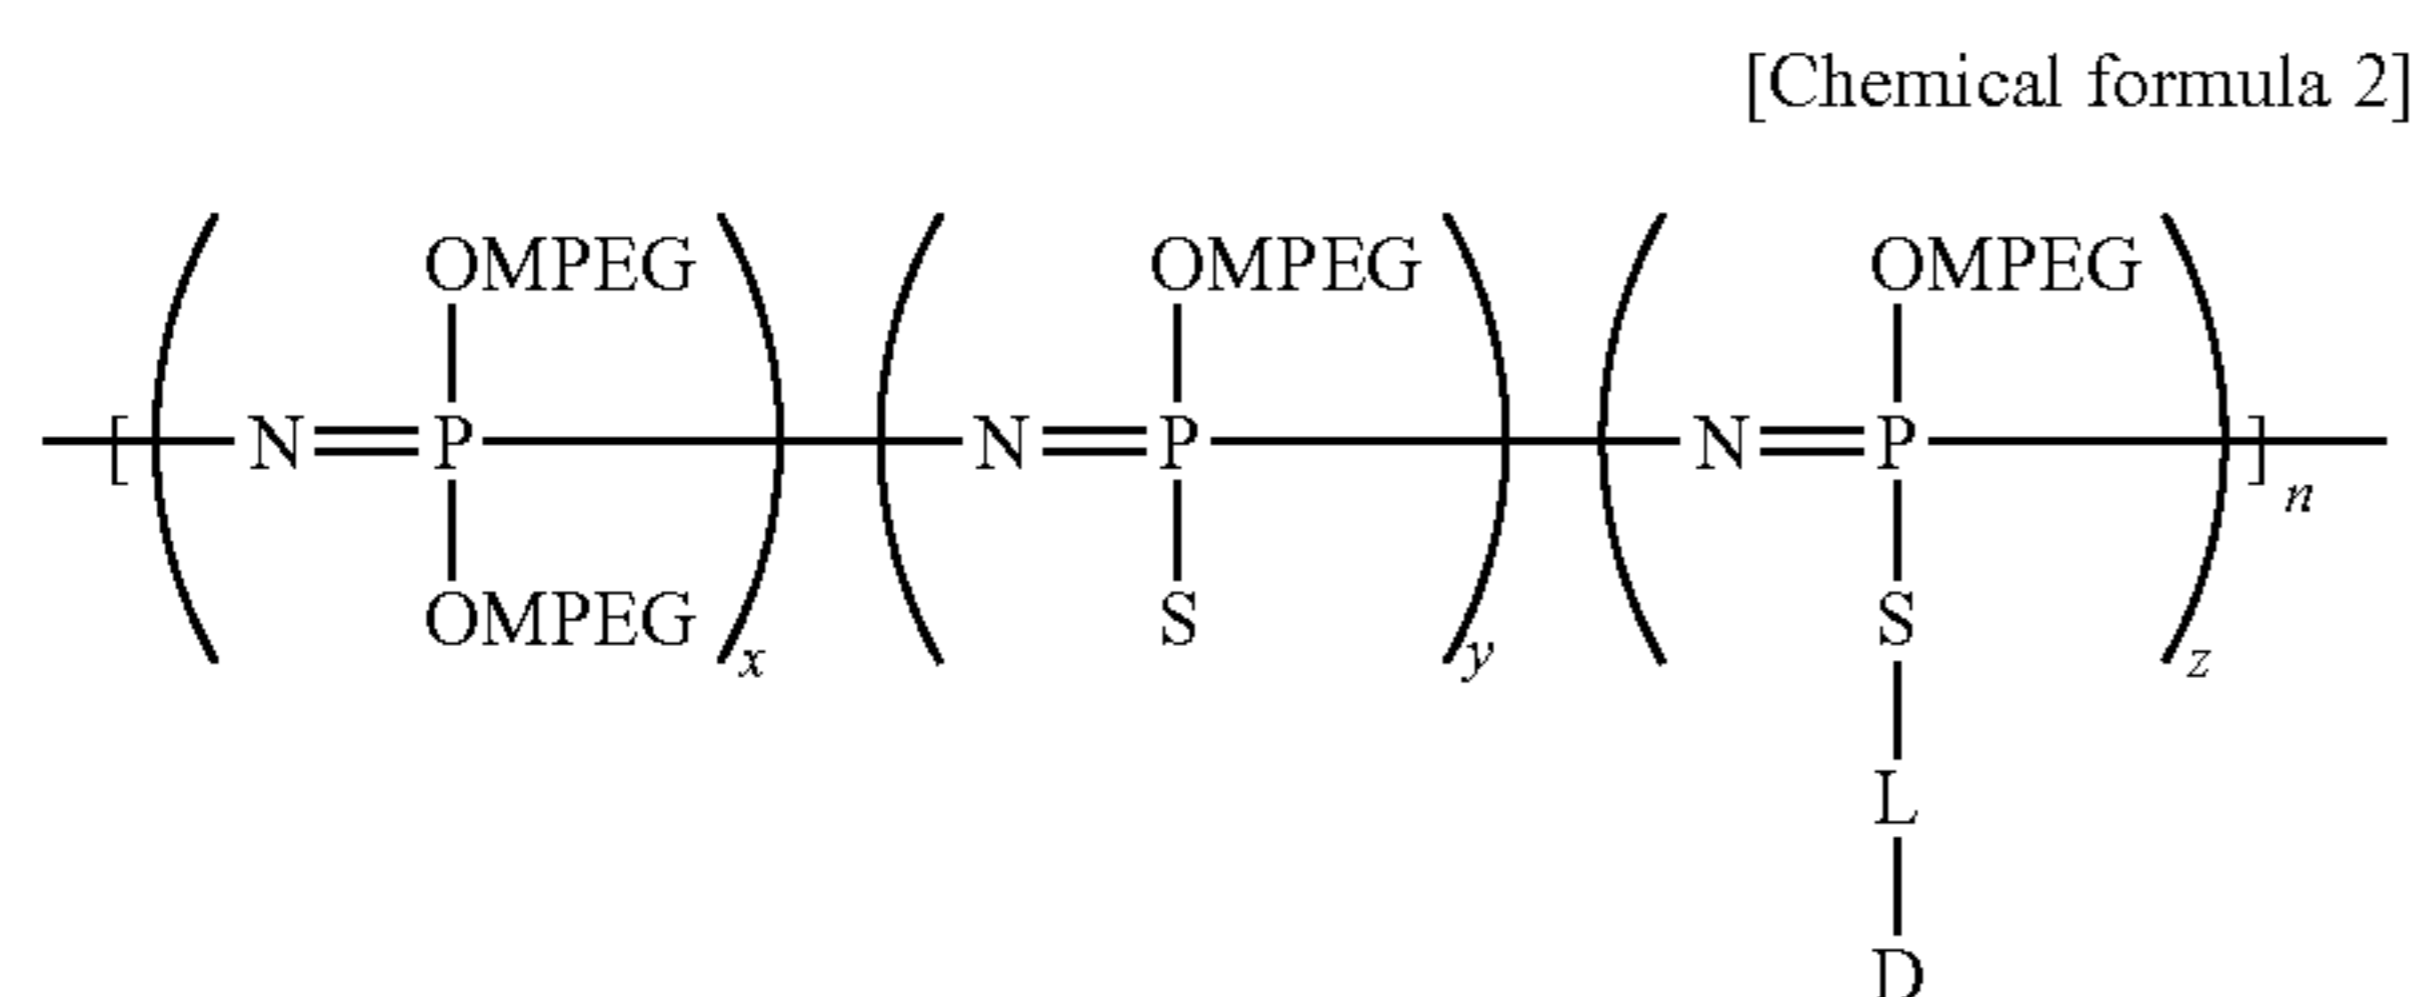 [Chemical formula 2]
OMPEG OMPEG OMPEG
[ N P N P N P ]n
OMPEG x S y S z
L
D